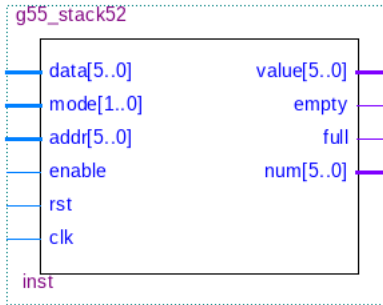 g55_stack52
data[5..0] value[5..0]
mode[1..0] empty
addr[5..0] full
enable num[5..0]
rst
clk
inst